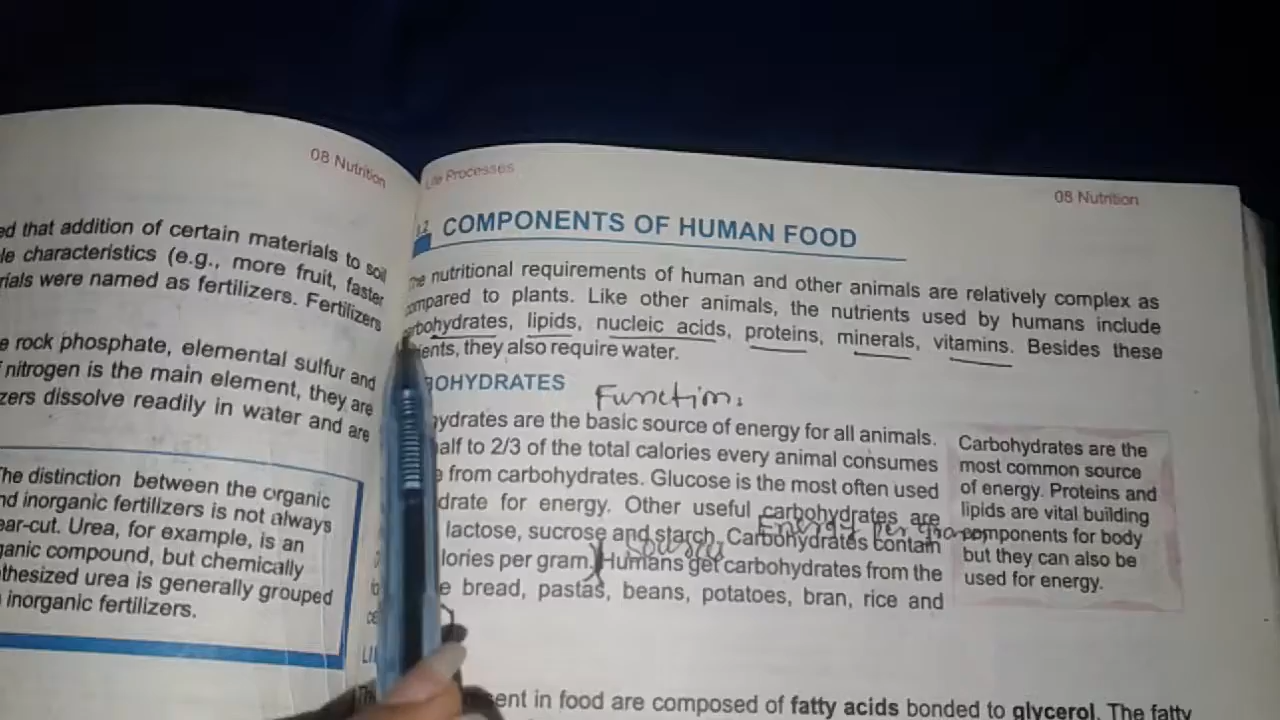 08 Nutrition
ed that addition of certain materials to soil
le characteristics (e.g., more fruit, faster
rials were named as fertilizers. Fertilizers
e rock phosphate, elemental sulfur and
nitrogen is the main element, they are
zers dissolve readily in water and are
The distinction between the organic
nd inorganic fertilizers is not always
ear-cut. Urea, for example, is an
ganic compound, but chemically
thesized urea is generally grouped
inorganic fertilizers.
Life Processes
08 Nutrition
COMPONENTS OF HUMAN FOOD
nutritional requirements of human and other animals are relatively complex as
compared to plants. Like other animals, the nutrients used by humans include
arbohydrates, lipids, nucleic acids, proteins, minerals, vitamins. Besides these
ients, they also require water.
BOHYDRATES
Function:
ydrates are the basic source of energy for all animals.
alf to 2/3 of the total calories every animal consumes
from carbohydrates. Glucose is the most often used
drate for energy. Other useful carbohydrates are
Energy per gram
lactose, sucrose and starch. Carbohydrates contain
lories per gram. Humans get carbohydrates from the
e bread, pastas, beans, potatoes, bran, rice and
Carbohydrates are the
most common source
of energy. Proteins and
lipids are vital building
components for body
but they can also be
used for energy.
LI
sent in food are composed of fatty acids bonded to glycerol. The fatty